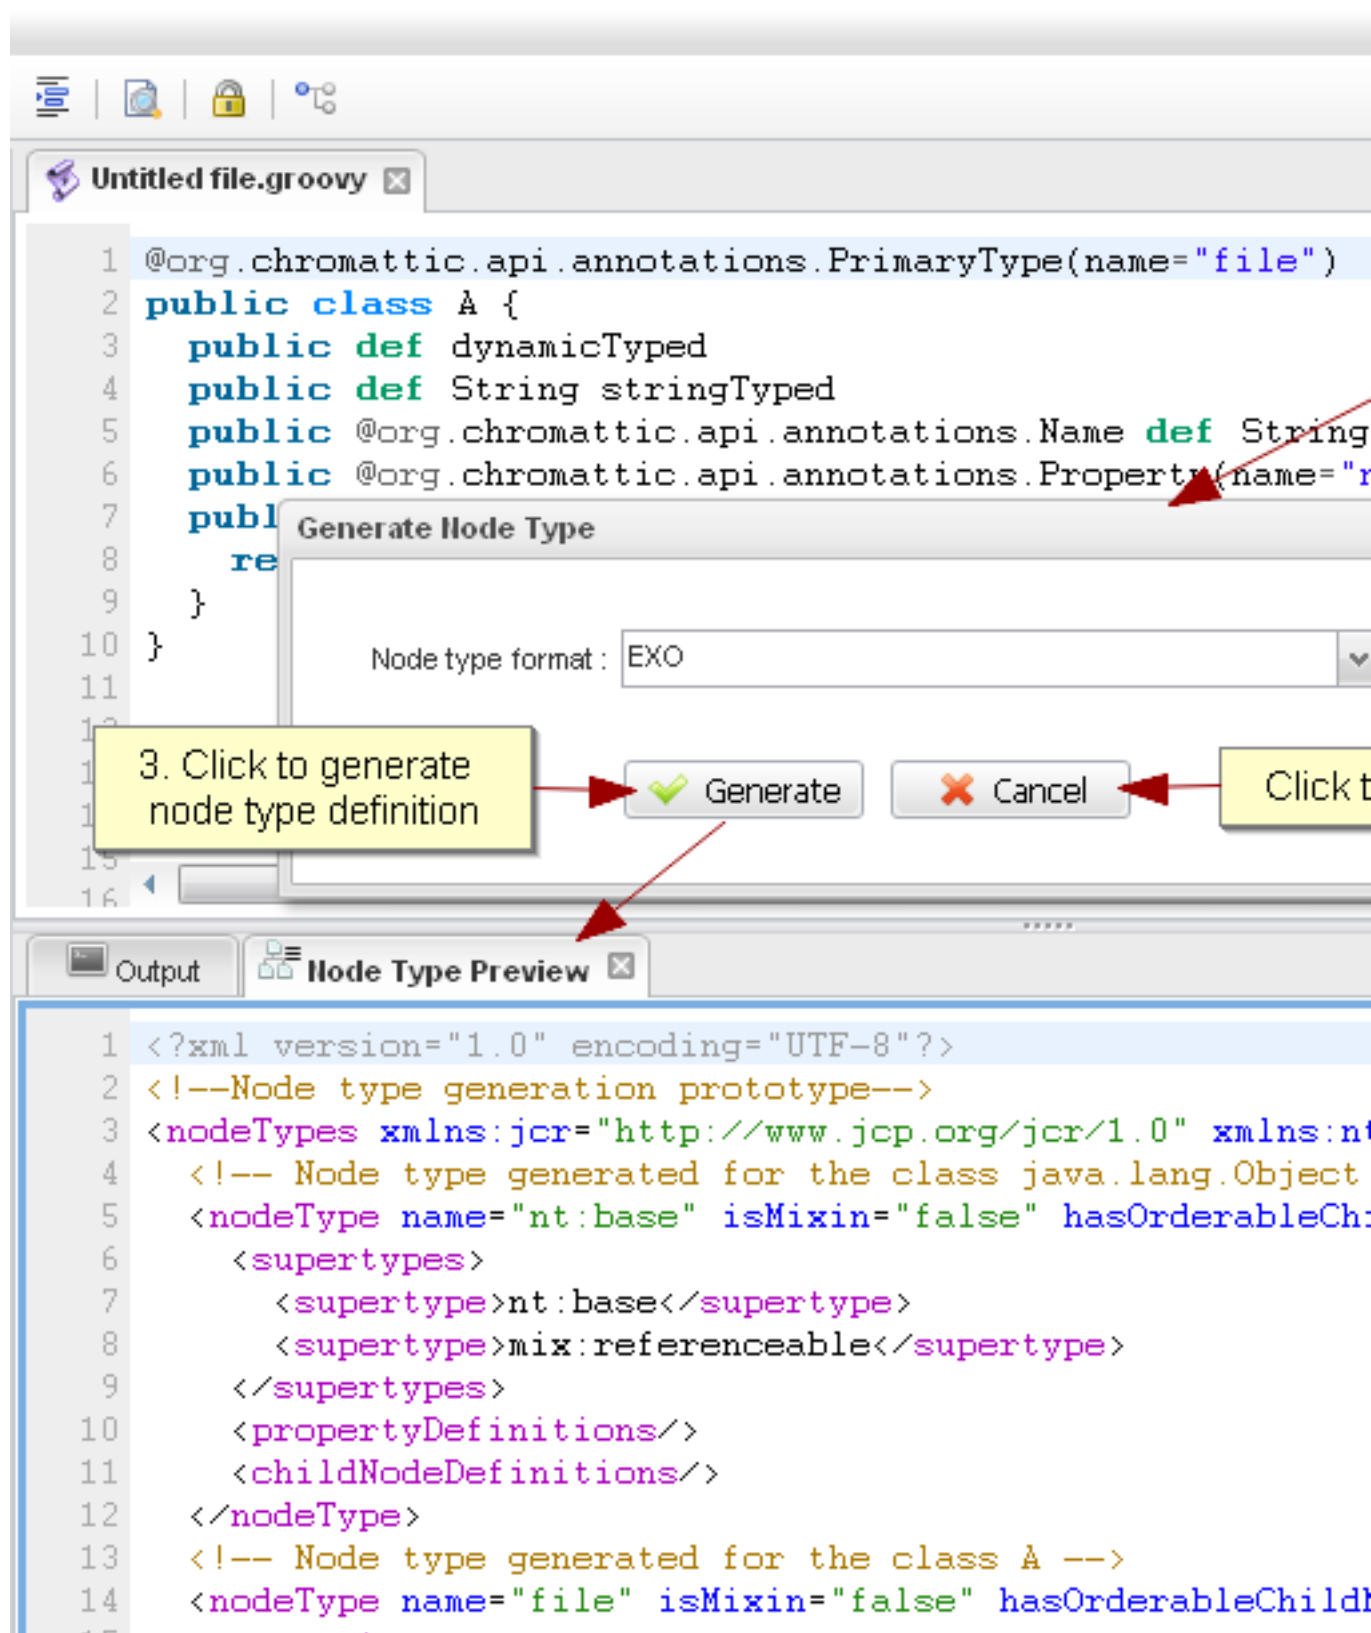 Untitled file.groovy
1 @org.chromattic.api.annotations.PrimaryType(name="file")
2 public class A {
3 public def dynamicTyped
4 public def String stringTyped
5 public @org.chromattic.api.annotations.Name def String
6 public @org.chromattic.api.annotations.Property(name="
7 publ
8 re
9 }
10 }
11
Generate Node Type
Node type format :
EXO
3. Click to generate
node type definition
Generate
Cancel
Click
15
16
Output
Node Type Preview
1 <?xml version="1.0" encoding="UTF-8"?>
2 <!--Node type generation prototype-->
3 <nodeTypes xmlns:jcr="http://www.jcp.org/jcr/1.0" xmlns:nt
4 <!-- Node type generated for the class java.lang.Object
5 <nodeType name="nt:base" isMixin="false" hasOrderableChi
6 <supertypes>
7 <supertype>nt:base</supertype>
8 <supertype>mix:referenceable</supertype>
9 </supertypes>
10 <propertyDefinitions/>
11 <childNodeDefinitions/>
12 </nodeType>
13 <!-- Node type generated for the class A -->
14 <nodeType name="file" isMixin="false" hasOrderableChild